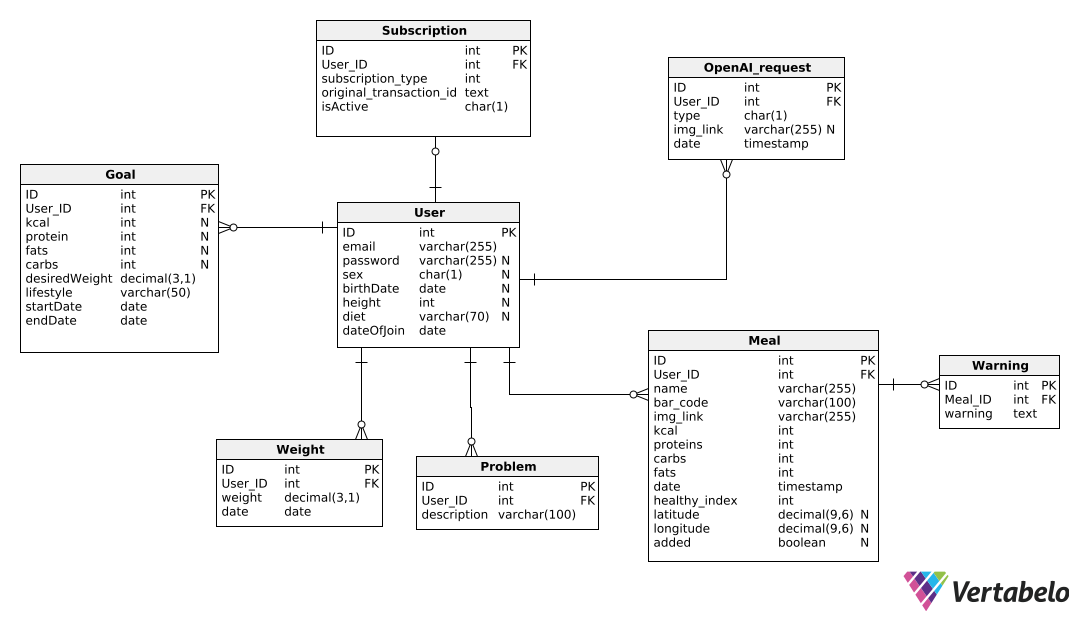 Subscription
ID int PK
User_ID int FK
subscription_type int
original_transaction_id text
isActive char(1)
OpenAI_request
ID int PK
User_ID int FK
type char(1)
img_link varchar(255) N
date timestamp
Goal
ID int PK
User_ID int FK
kcal int N
protein int N
fats int N
carbs int N
desiredWeight decimal(3,1)
lifestyle varchar(50)
startDate date
endDate date
User
ID int PK
email varchar(255)
password varchar(255) N
sex char(1) N
birthDate date N
height int N
diet varchar(70) N
dateOfJoin date
Meal
ID int PK
User_ID int FK
name varchar(255)
bar_code varchar(100)
img_link varchar(255)
kcal int
proteins int
carbs int
fats int
date timestamp
healthy_index int
latitude decimal(9,6) N
longitude decimal(9,6) N
added boolean N
Warning
ID int PK
Meal_ID int FK
warning text
Weight
ID int PK
User_ID int FK
weight decimal(3,1)
date date
Problem
ID int PK
User_ID int FK
description varchar(100)
Vertabelo